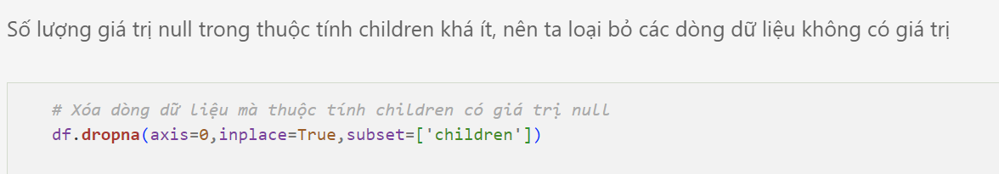 Số lượng giá trị null trong thuộc tính children khá ít, nên ta loại bỏ các dòng dữ liệu không có giá trị
# Xóa dòng dữ liệu mà thuộc tính children có giá trị null
df.dropna(axis=0,inplace=True,subset=['children'])